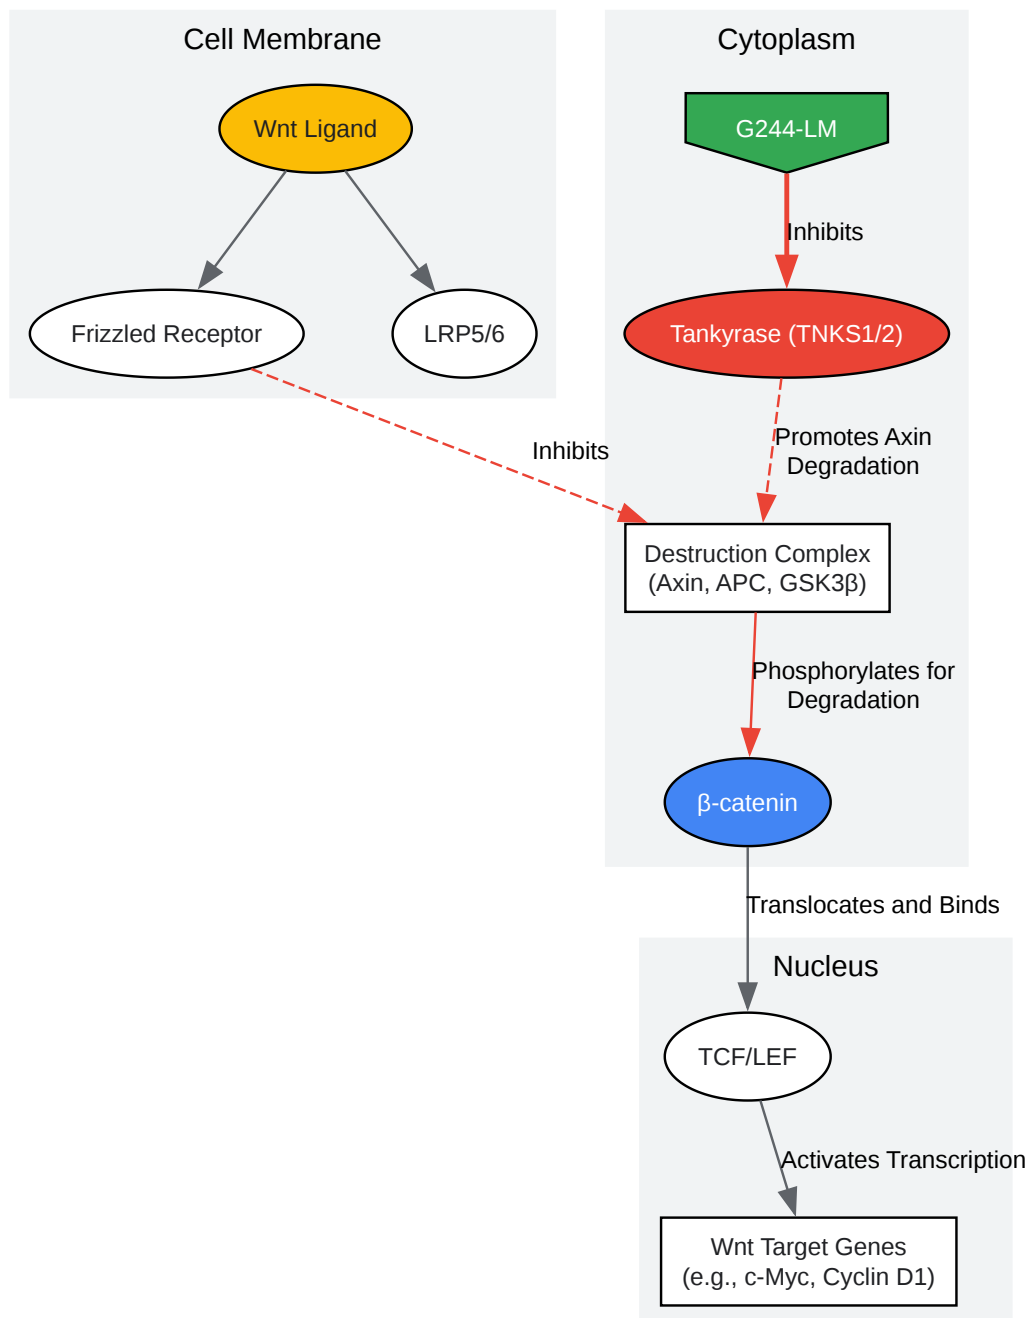 Cell Membrane
Cytoplasm
Wnt Ligand
G244-LM
Inhibits
Frizzled Receptor
LRP5/6
Tankyrase (TNKS1/2)
Inhibits
Promotes Axin
Degradation
Destruction Complex
(Axin, APC, GSK3β)
Phosphorylates for
Degradation
β-catenin
Translocates and Binds
Nucleus
TCF/LEF
Activates Transcription
Wnt Target Genes
(e.g., c-Myc, Cyclin D1)